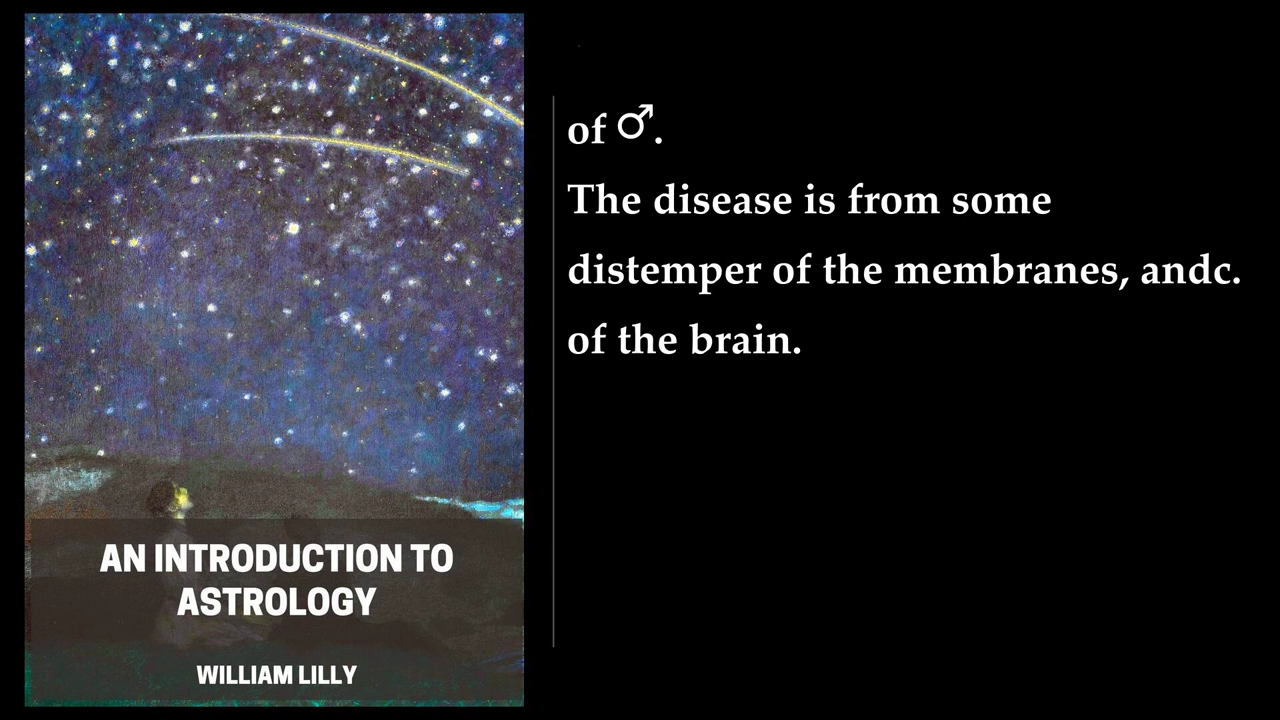 AN INTRODUCTION TO
ASTROLOGY
WILLIAM LILLY
of ♂.
The disease is from some
distemper of the membranes, andc.
of the brain.